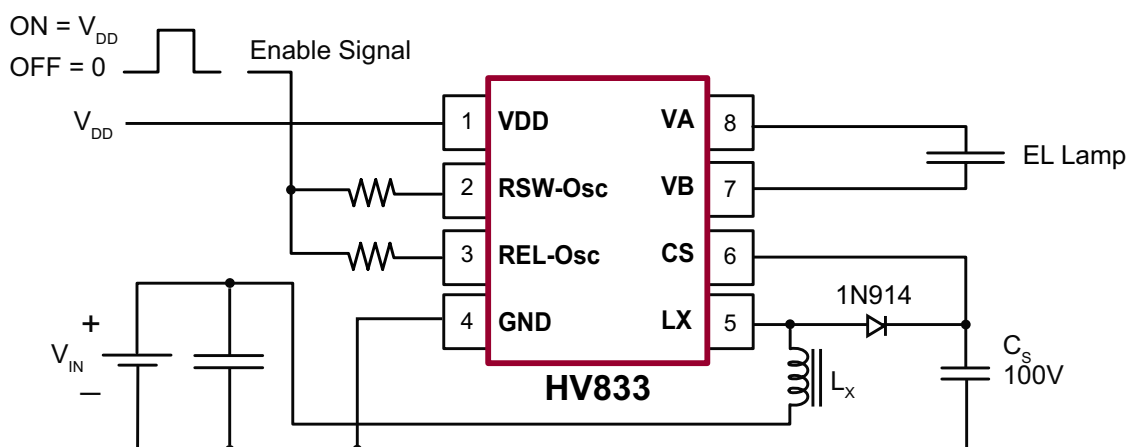 ON = VDD
OFF = 0
Enable Signal
VDD
1 VDD
VA 8
2 RSW-Osc
VB 7
EL Lamp
3 REL-Osc
CS 6
4 GND
LX 5
1N914
+
VIN
–
HV833
LX
CS
100V